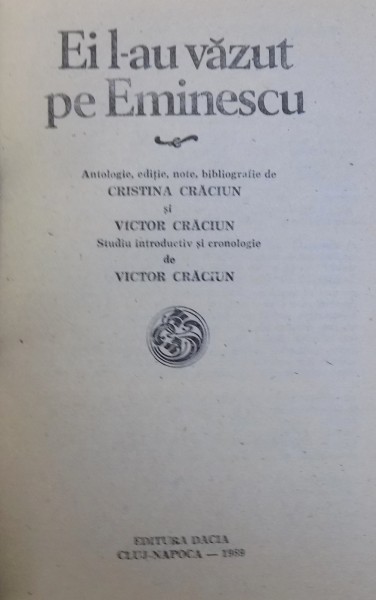 Ei l-au văzut
pe Eminescu
Antologie, ediție, note, bibliografie de
CRISTINA CRĂCIUN
și
VICTOR CRĂCIUN
Studiu introductiv și cronologie
de
VICTOR CRĂCIUN
EDITURA DACIA
CLUJ-NAPOCA — 1989